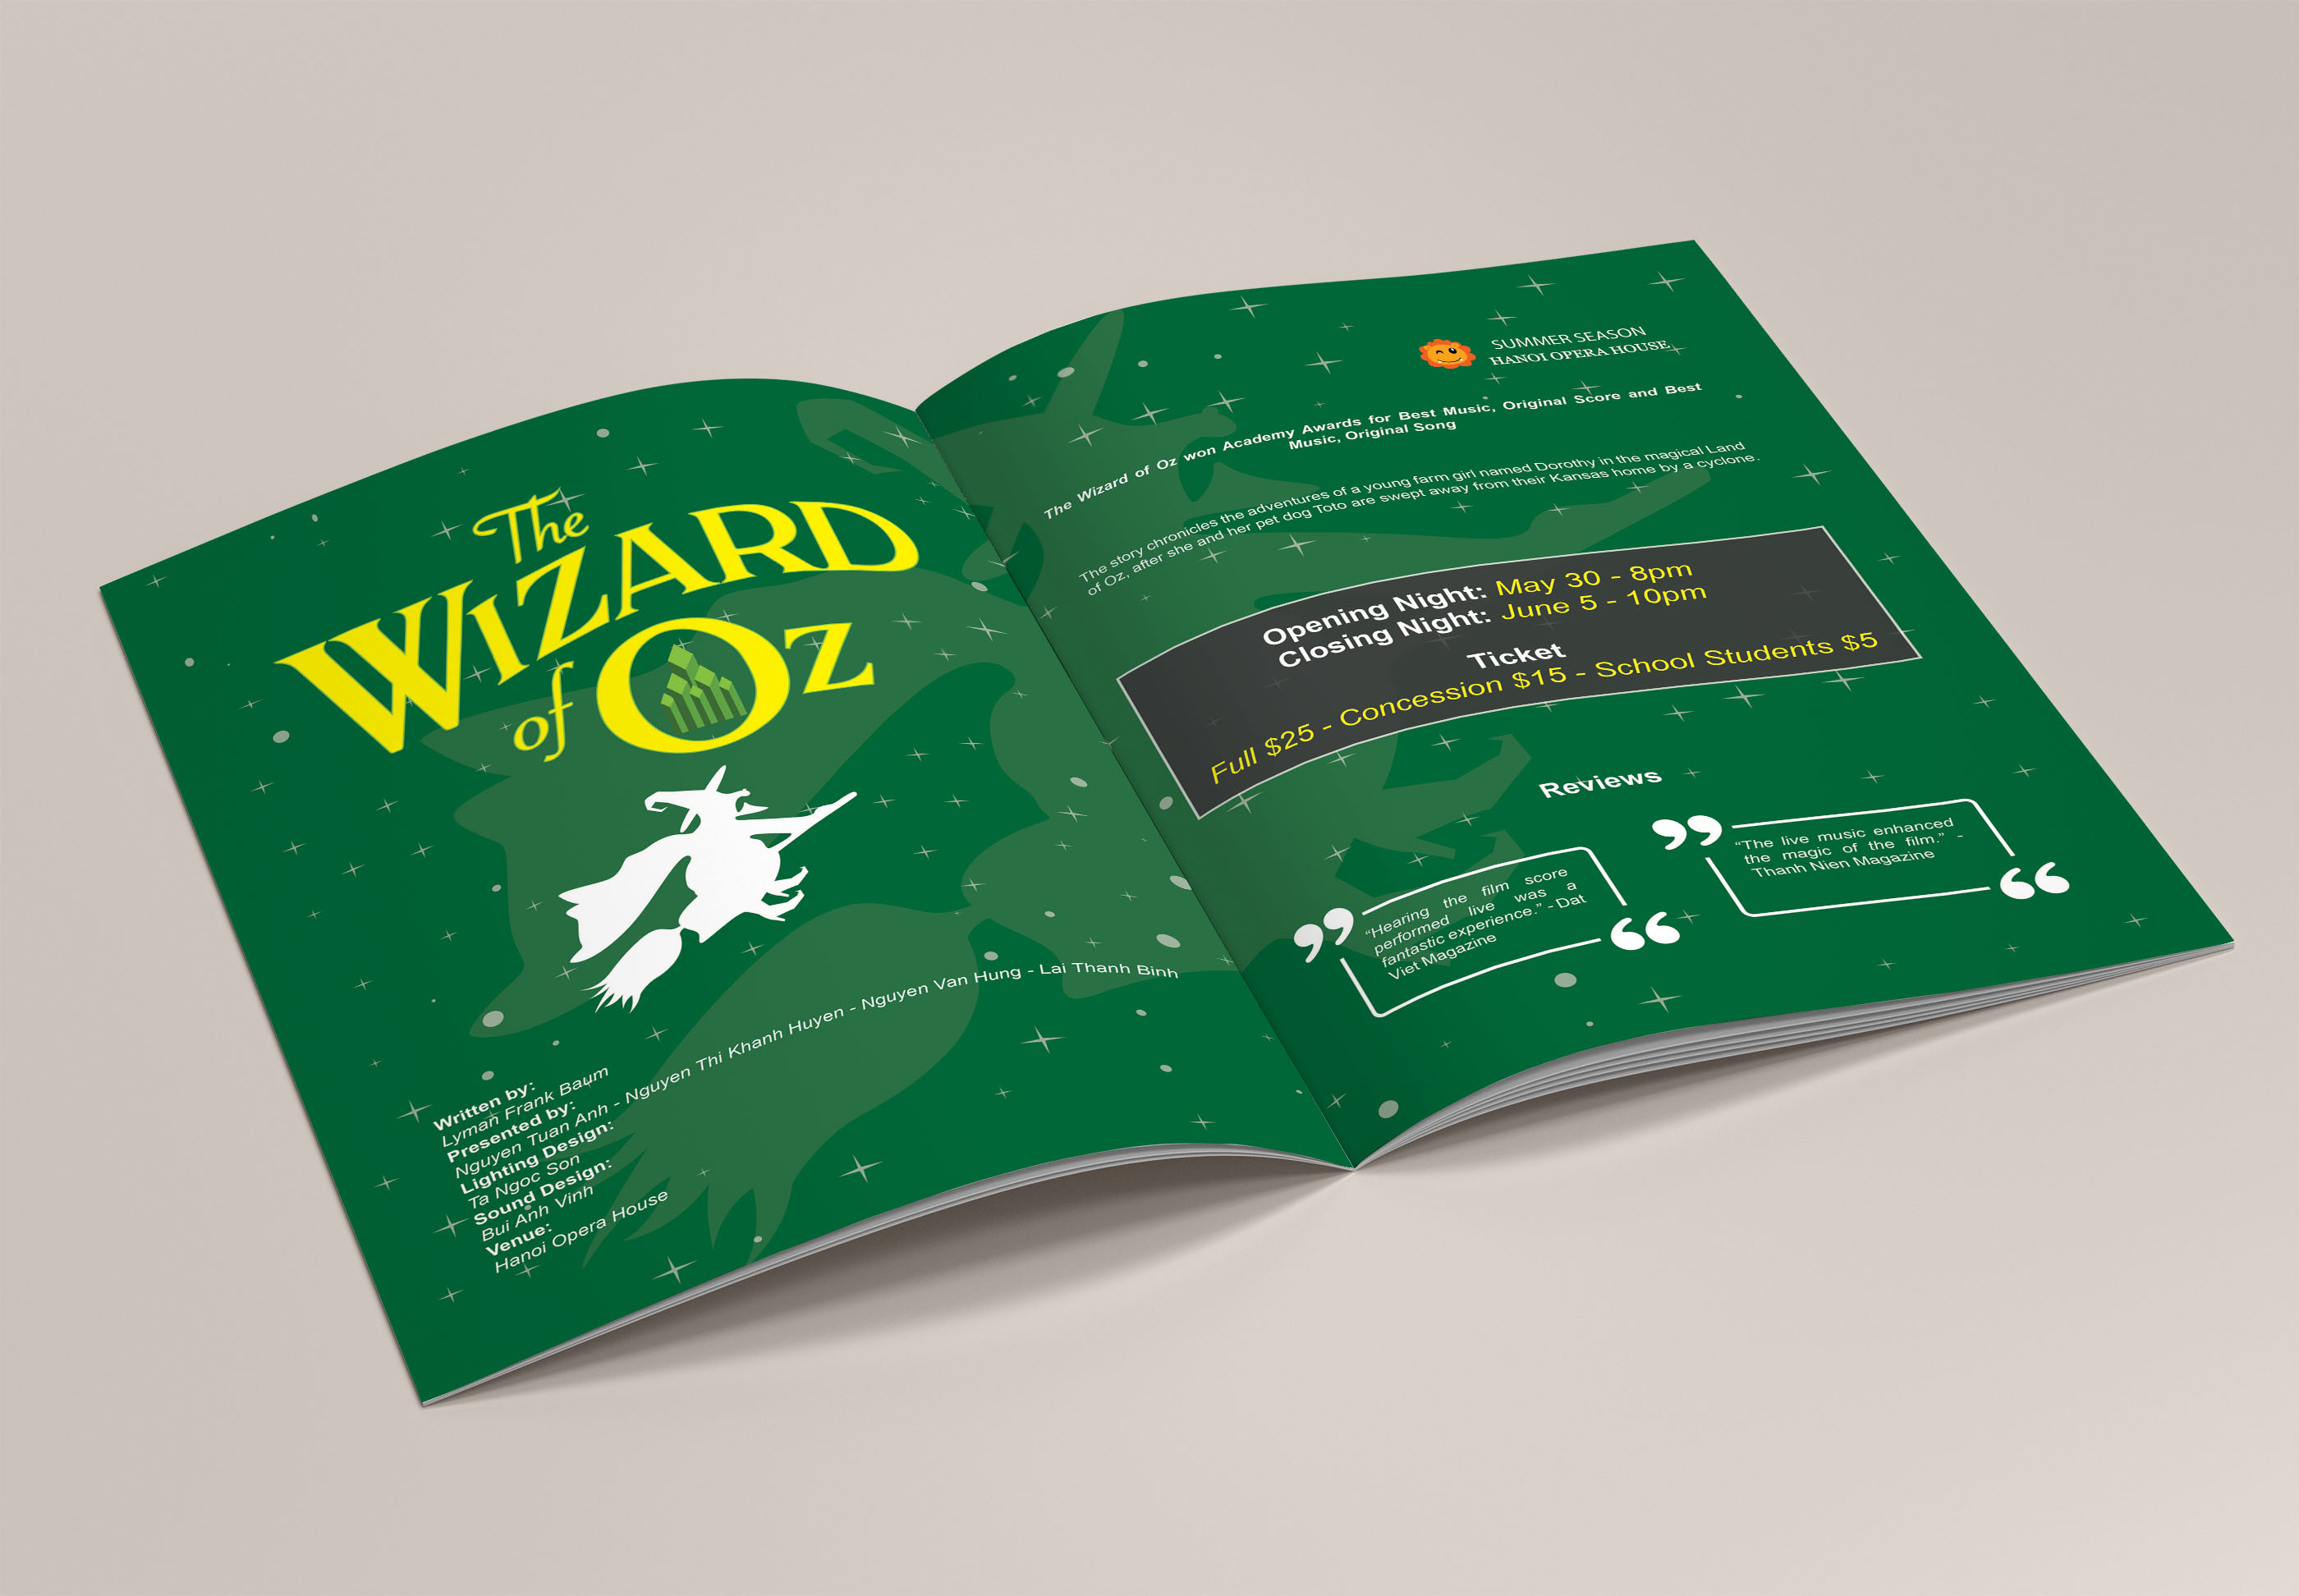 The
WIZARD
of Oz
Written by:
Lyman Frank Baum
Presented by:
Nguyen Tuan Anh - Nguyen Thi Khanh Huyen - Nguyen Van Hung - Lai Thanh Binh
Lighting Design:
Ta Ngoc Son
Sound Design:
Bui Anh Vinh
Venue:
Hanoi Opera House
SUMMER SEASON
HANOI OPERA HOUSE
The Wizard of Oz won Academy Awards for Best Music, Original Score and Best
Music, Original Song
The story chronicles the adventures of a young farm girl named Dorothy in the magical Land
of Oz, after she and her pet dog Toto are swept away from their Kansas home by a cyclone.
Opening Night: May 30 - 8pm
Closing Night: June 5 - 10pm
Ticket
Full $25 - Concession $15 - School Students $5
Reviews
“Hearing the film score
performed live was a
fantastic experience.” - Dat
Viet Magazine
“The live music enhanced
the magic of the film.” -
Thanh Nien Magazine